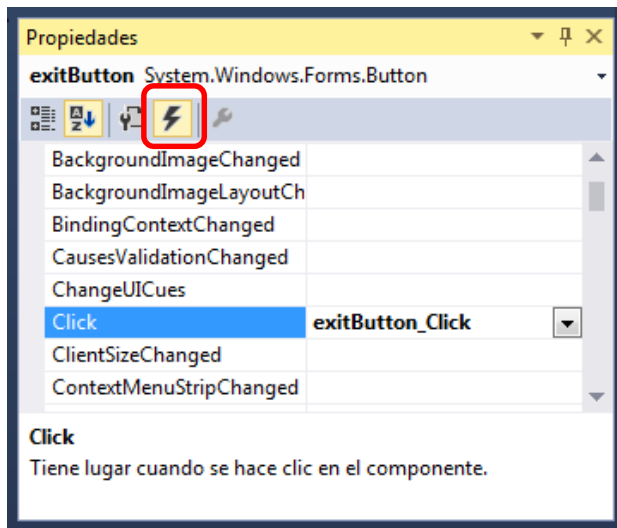 Propiedades
exitButton System.Windows.Forms.Button
BackgroundImageChanged
BackgroundImageLayoutCh
BindingContextChanged
CausesValidationChanged
ChangeUICues
Click exitButton_Click
ClientSizeChanged
ContextMenuStripChanged
Click
Tiene lugar cuando se hace clic en el componente.